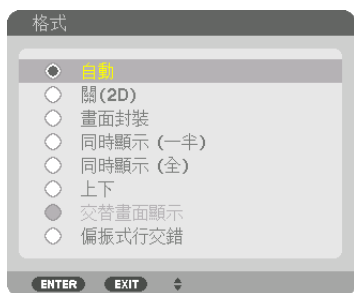 格式
自動
關(2D)
畫面封裝
同時顯示 (一半)
同時顯示 (全)
上下
交替畫面顯示
偏振式行交錯
ENTER EXIT